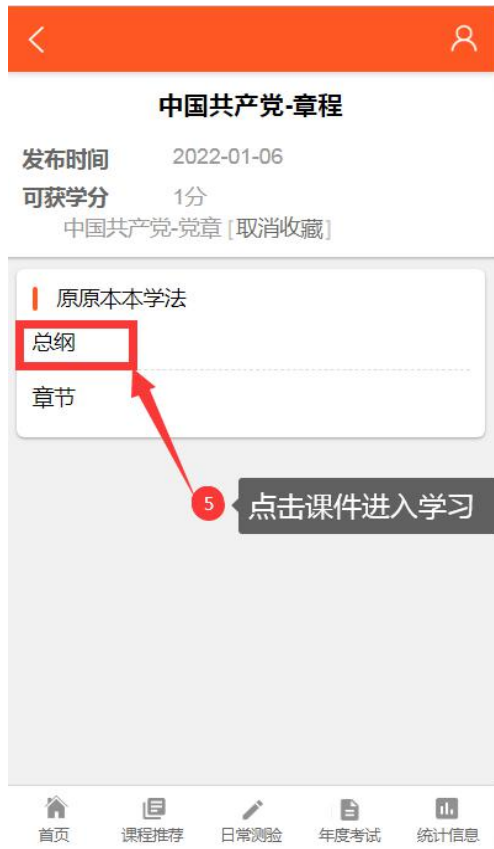 中国共产党-章程
发布时间 2022-01-06
可获学分 1分
中国共产党-党章 [取消收藏]
原原本本学法
总纲
章节
5 点击课件进入学习
首页 课程推荐 日常测验 年度考试 统计信息